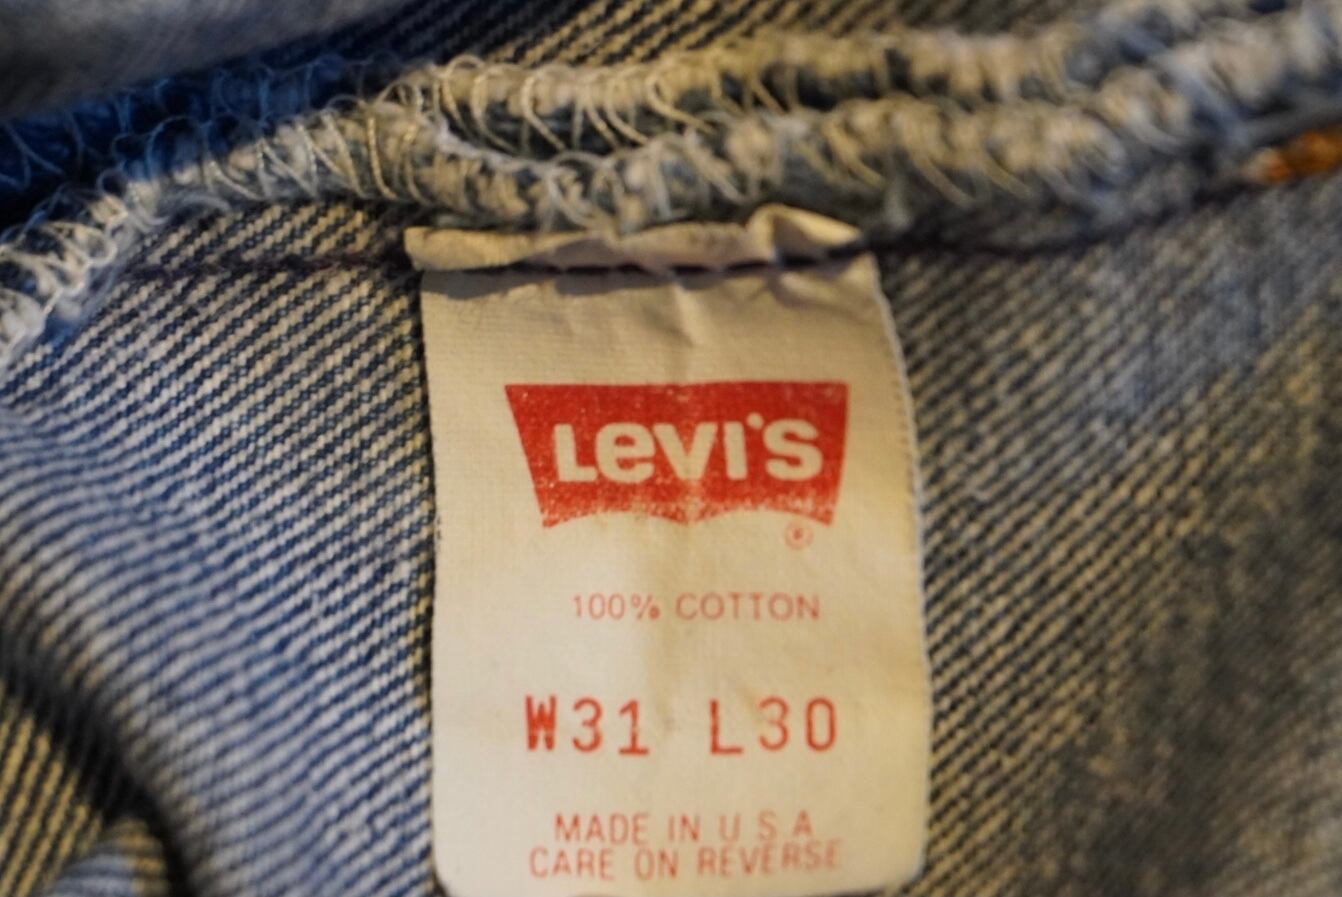 LEVI'S
®
100% COTTON
W31 L30
MADE IN U S A
CARE ON REVERSE